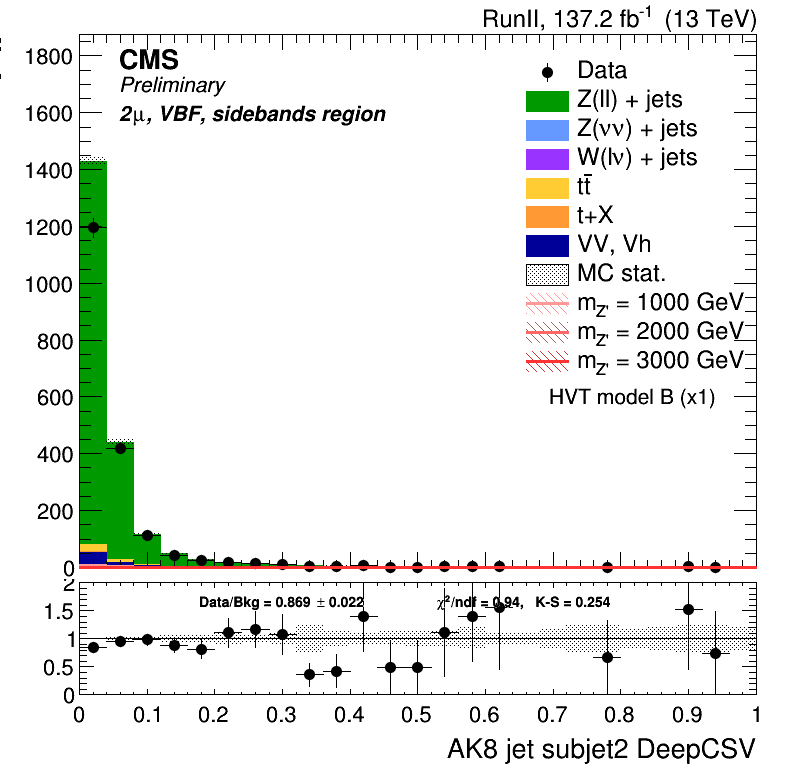 RunII, 137.2 fb⁻¹ (13 TeV)
CMS
Preliminary
2μ, VBF, sidebands region
Data
Z(ll) + jets
Z(νν) + jets
W(lν) + jets
tt̄
t+X
VV, Vh
MC stat.
m_Z' = 1000 GeV
m_Z' = 2000 GeV
m_Z' = 3000 GeV
HVT model B (x1)
1800
1600
1400
1200
1000
800
600
400
200
0
Data/Bkg = 0.869 ± 0.022
χ²/ndf = 0.94, K-S = 0.254
2
1.5
1
0.5
0
0 0.1 0.2 0.3 0.4 0.5 0.6 0.7 0.8 0.9 1
AK8 jet subjet2 DeepCSV